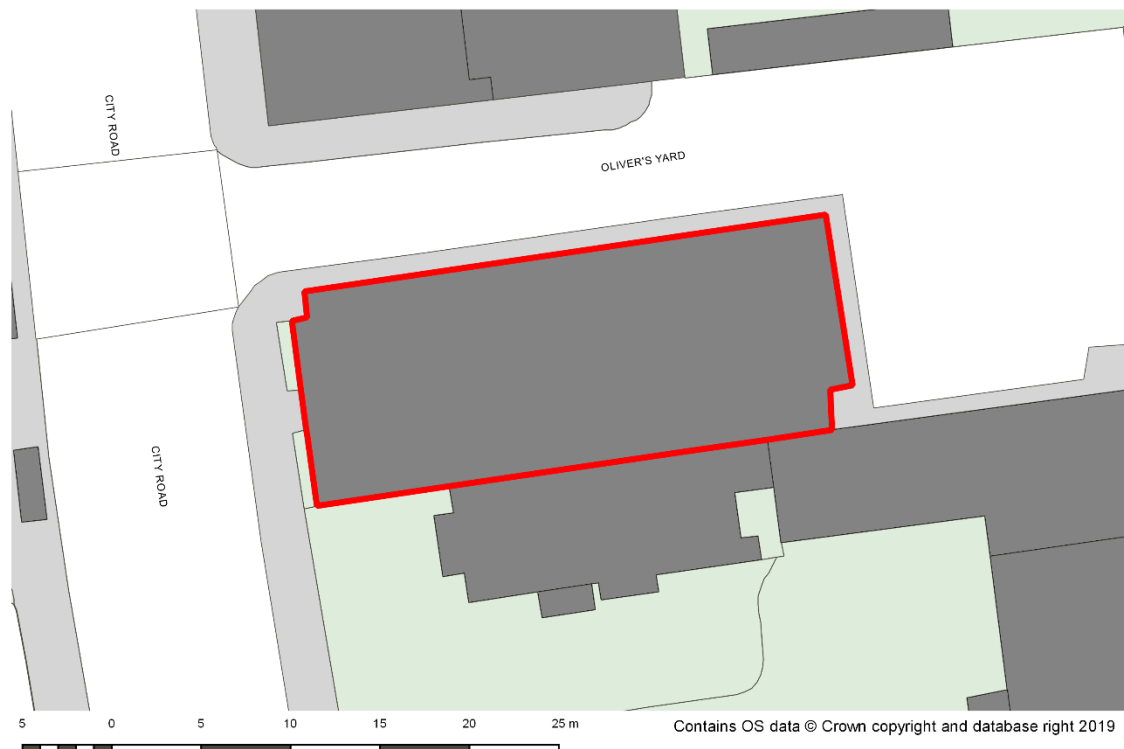 CITY ROAD
OLIVER'S YARD
CITY ROAD
5 0 5 10 15 20 25 m
Contains OS data © Crown copyright and database right 2019